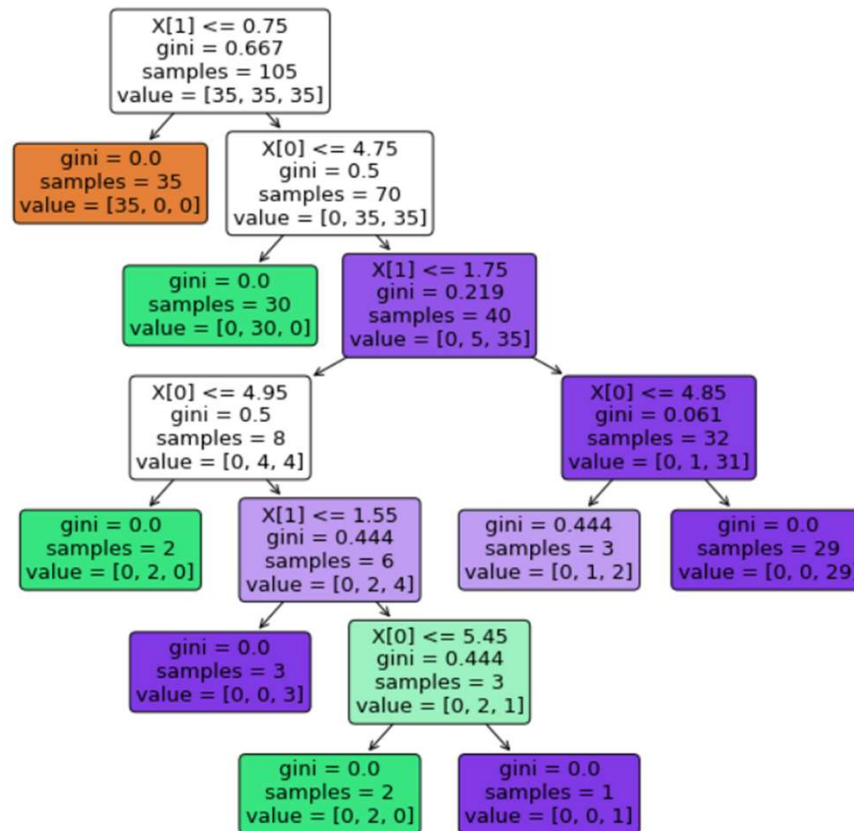 X[1] <= 0.75
gini = 0.667
samples = 105
value = [35, 35, 35]
gini = 0.0
samples = 35
value = [35, 0, 0]
X[0] <= 4.75
gini = 0.5
samples = 70
value = [0, 35, 35]
gini = 0.0
samples = 30
value = [0, 30, 0]
X[1] <= 1.75
gini = 0.219
samples = 40
value = [0, 5, 35]
X[0] <= 4.95
gini = 0.5
samples = 8
value = [0, 4, 4]
X[0] <= 4.85
gini = 0.061
samples = 32
value = [0, 1, 31]
gini = 0.0
samples = 2
value = [0, 2, 0]
X[1] <= 1.55
gini = 0.444
samples = 6
value = [0, 2, 4]
gini = 0.444
samples = 3
value = [0, 1, 2]
gini = 0.0
samples = 29
value = [0, 0, 29
gini = 0.0
samples = 3
value = [0, 0, 3]
X[0] <= 5.45
gini = 0.444
samples = 3
value = [0, 2, 1]
gini = 0.0
samples = 2
value = [0, 2, 0]
gini = 0.0
samples = 1
value = [0, 0, 1]